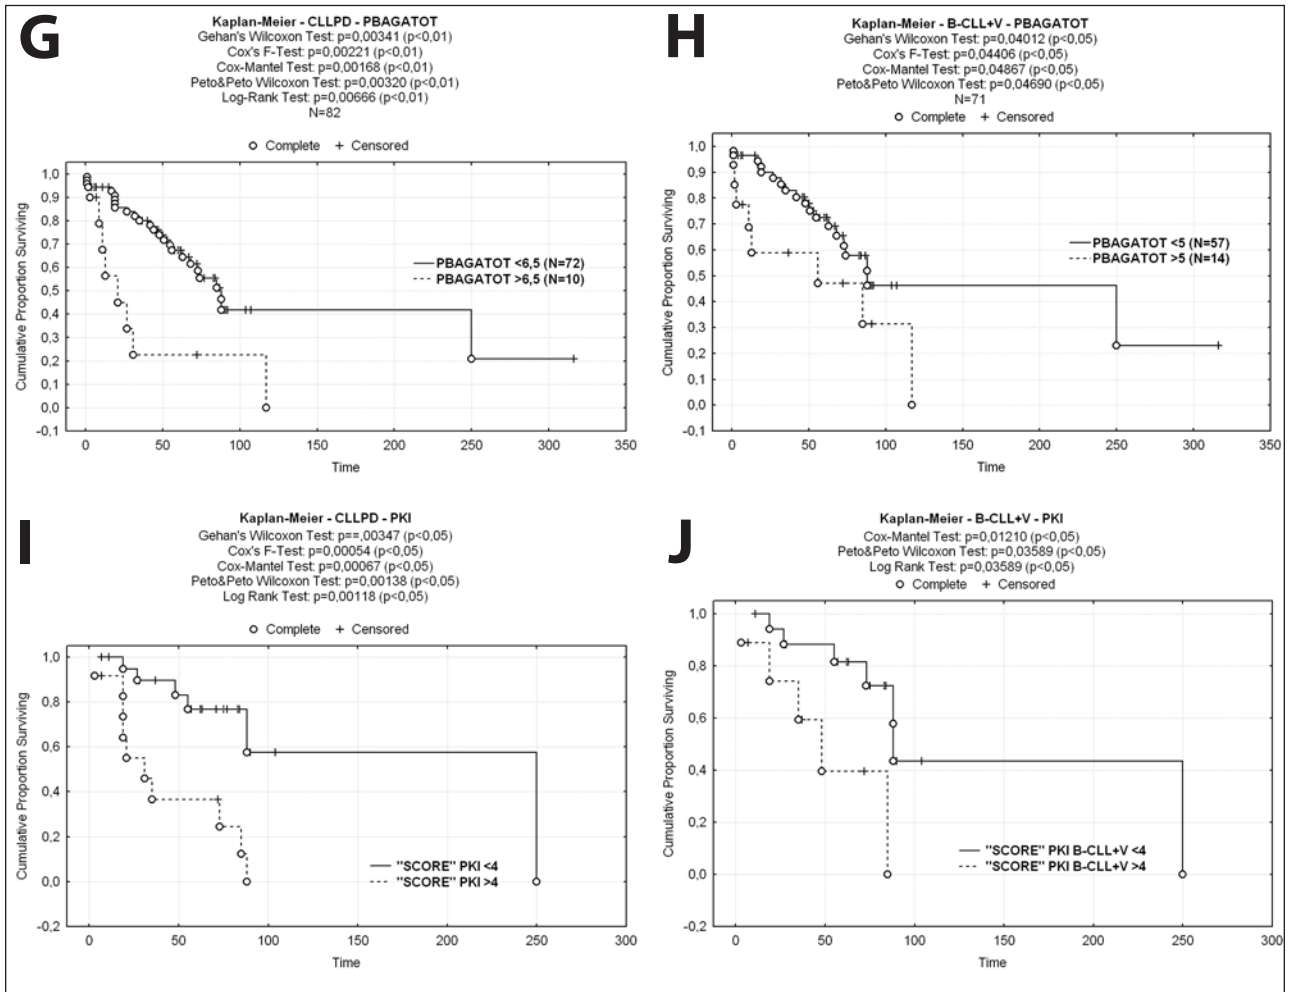 G
Kaplan-Meier - CLLPD - PBAGATOT
Gehan's Wilcoxon Test: p=0,00341 (p<0,01)
Cox's F-Test: p=0,00221 (p<0,01)
Cox-Mantel Test: p=0,00168 (p<0,01)
Peto&Peto Wilcoxon Test: p=0,00320 (p<0,01)
Log-Rank Test: p=0,00666 (p<0,01)
N=82
Complete + Censored
Cumulative Proportion Surviving
1,0
0,9
0,8
0,7
0,6
0,5
0,4
0,3
0,2
0,1
0,0
-0,1
PBAGATOT <6,5 (N=72)
PBAGATOT >6,5 (N=10)
0 50 100 150 200 250 300 350
Time
H
Kaplan-Meier - B-CLL+V - PBAGATOT
Gehan's Wilcoxon Test: p=0,04012 (p<0,05)
Cox's F-Test: p=0,04406 (p<0,05)
Cox-Mantel Test: p=0,04867 (p<0,05)
Peto&Peto Wilcoxon Test: p=0,04690 (p<0,05)
N=71
Complete + Censored
Cumulative Proportion Surviving
1,0
0,9
0,8
0,7
0,6
0,5
0,4
0,3
0,2
0,1
0,0
-0,1
PBAGATOT <5 (N=57)
PBAGATOT >5 (N=14)
0 50 100 150 200 250 300 350
Time
I
Kaplan-Meier - CLLPD - PKI
Gehan's Wilcoxon Test: p==,00347 (p<0,05)
Cox's F-Test: p=0,00054 (p<0,05)
Cox-Mantel Test: p=0,00067 (p<0,05)
Peto&Peto Wilcoxon Test: p=0,00138 (p<0,05)
Log Rank Test: p=0,00118 (p<0,05)
Complete + Censored
Cumulative Proportion Surviving
1,0
0,8
0,6
0,4
0,2
0,0
-0,2
"SCORE" PKI <4
"SCORE" PKI >4
0 50 100 150 200 250 300
Time
J
Kaplan-Meier - B-CLL+V - PKI
Cox-Mantel Test: p=0,01210 (p<0,05)
Peto&Peto Wilcoxon Test: p=0,03589 (p<0,05)
Log Rank Test: p=0,03589 (p<0,05)
Complete + Censored
Cumulative Proportion Surviving
1,0
0,8
0,6
0,4
0,2
0,0
-0,2
"SCORE" PKI B-CLL+V <4
"SCORE" PKI B-CLL+V >4
0 50 100 150 200 250 300
Time